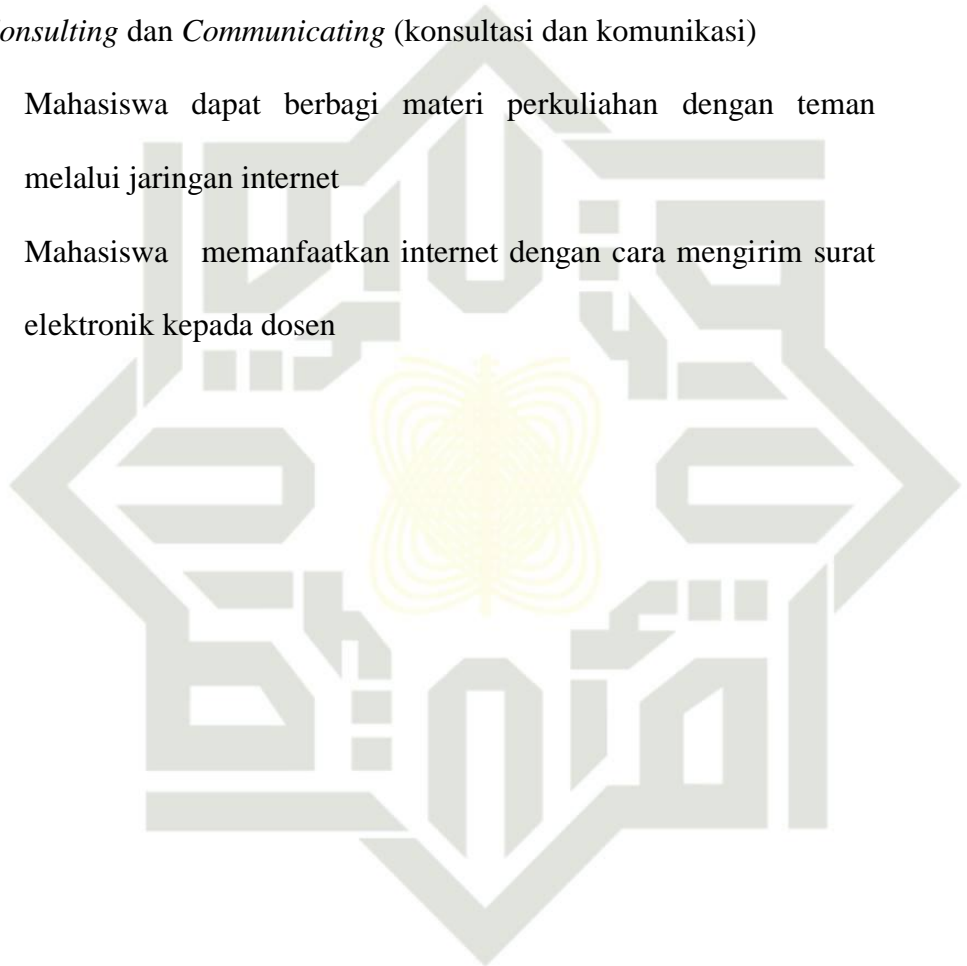 onsulting dan Communicating (konsultasi dan komunikasi)
Mahasiswa dapat berbagi materi perkuliahan dengan teman
melalui jaringan internet
Mahasiswa memanfaatkan internet dengan cara mengirim surat
elektronik kepada dosen